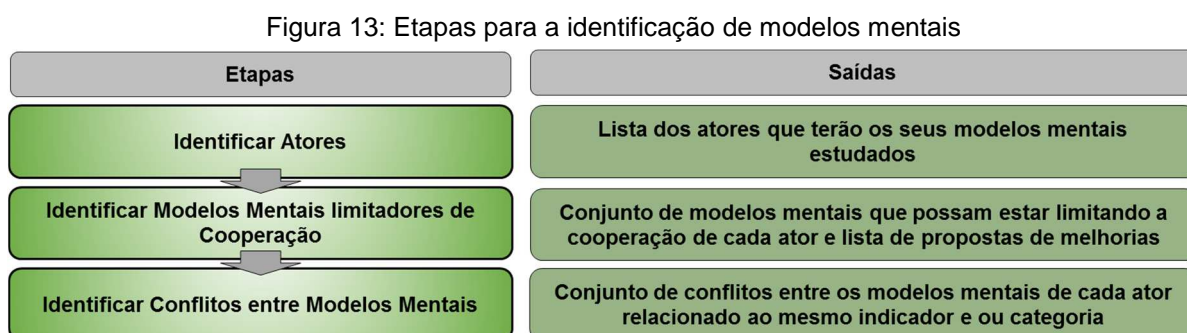 Figura 13: Etapas para a identificação de modelos mentais
Etapas
Saídas
Identificar Atores
Lista dos atores que terão os seus modelos mentais
estudados
Identificar Modelos Mentais limitadores de
Cooperação
Conjunto de modelos mentais que possam estar limitando a
cooperação de cada ator e lista de propostas de melhorias
Identificar Conflitos entre Modelos Mentais
Conjunto de conflitos entre os modelos mentais de cada ator
relacionado ao mesmo indicador e ou categoria